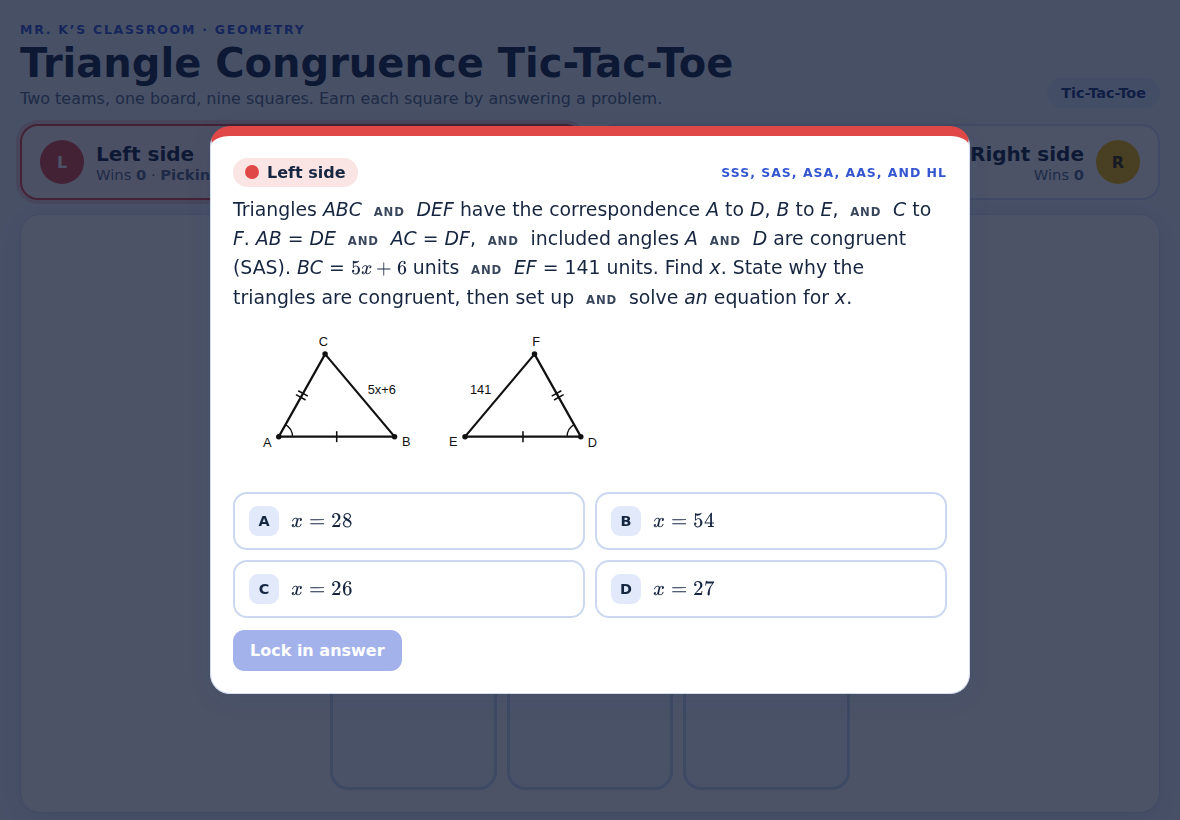 MR. K'S CLASSROOM · GEOMETRY
Triangle Congruence Tic-Tac-Toe
Two teams, one board, nine squares. Earn each square by answering a problem.
Tic-Tac-Toe
L
Left side
Wins 0 · Pickin
Right side
Wins 0
R
Left side
SSS, SAS, ASA, AAS, AND HL
Triangles ABC AND DEF have the correspondence A to D, B to E, AND C to
F. AB = DE AND AC = DF, AND included angles A AND D are congruent
(SAS). BC = 5x + 6 units AND EF = 141 units. Find x. State why the
triangles are congruent, then set up AND solve an equation for x.
C
F
5x+6
141
A
B
E
D
A x = 28
B x = 54
C x = 26
D x = 27
Lock in answer